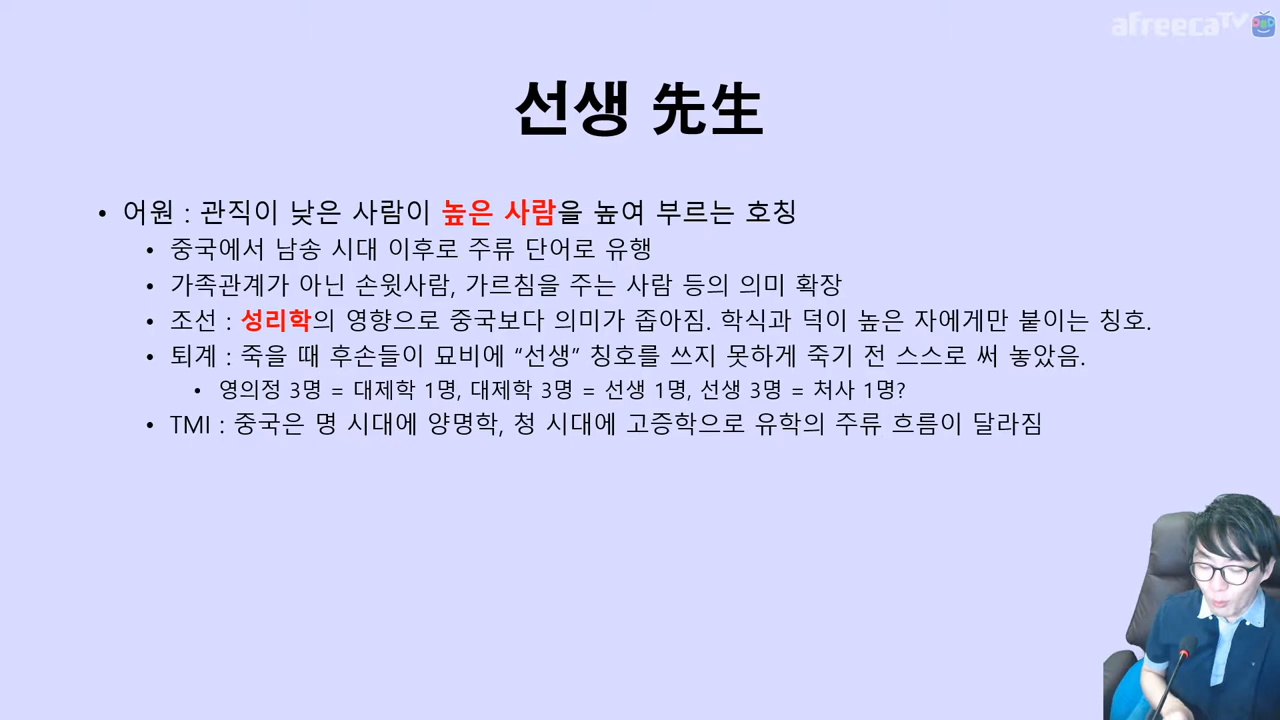 afreecaTV
선생 先生
• 어원 : 관직이 낮은 사람이 높은 사람을 높여 부르는 호칭
• 중국에서 남송 시대 이후로 주류 단어로 유행
• 가족관계가 아닌 손윗사람, 가르침을 주는 사람 등의 의미 확장
• 조선 : 성리학의 영향으로 중국보다 의미가 좁아짐. 학식과 덕이 높은 자에게만 붙이는 칭호.
• 퇴계 : 죽을 때 후손들이 묘비에 “선생” 칭호를 쓰지 못하게 죽기 전 스스로 써 놓았음.
• 영의정 3명 = 대제학 1명, 대제학 3명 = 선생 1명, 선생 3명 = 처사 1명?
• TMI : 중국은 명 시대에 양명학, 청 시대에 고증학으로 유학의 주류 흐름이 달라짐